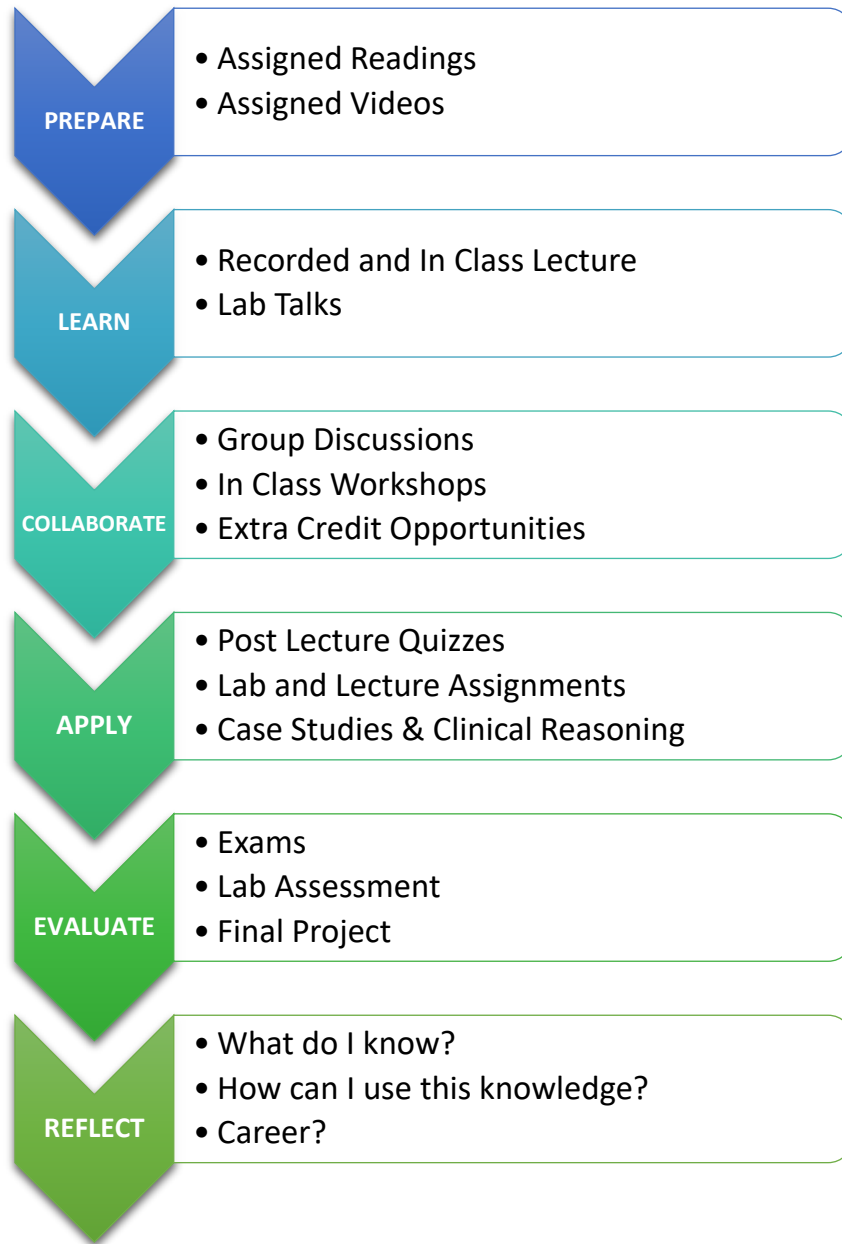 PREPARE
• Assigned Readings
• Assigned Videos
LEARN
• Recorded and In Class Lecture
• Lab Talks
COLLABORATE
• Group Discussions
• In Class Workshops
• Extra Credit Opportunities
APPLY
• Post Lecture Quizzes
• Lab and Lecture Assignments
• Case Studies & Clinical Reasoning
EVALUATE
• Exams
• Lab Assessment
• Final Project
REFLECT
• What do I know?
• How can I use this knowledge?
• Career?